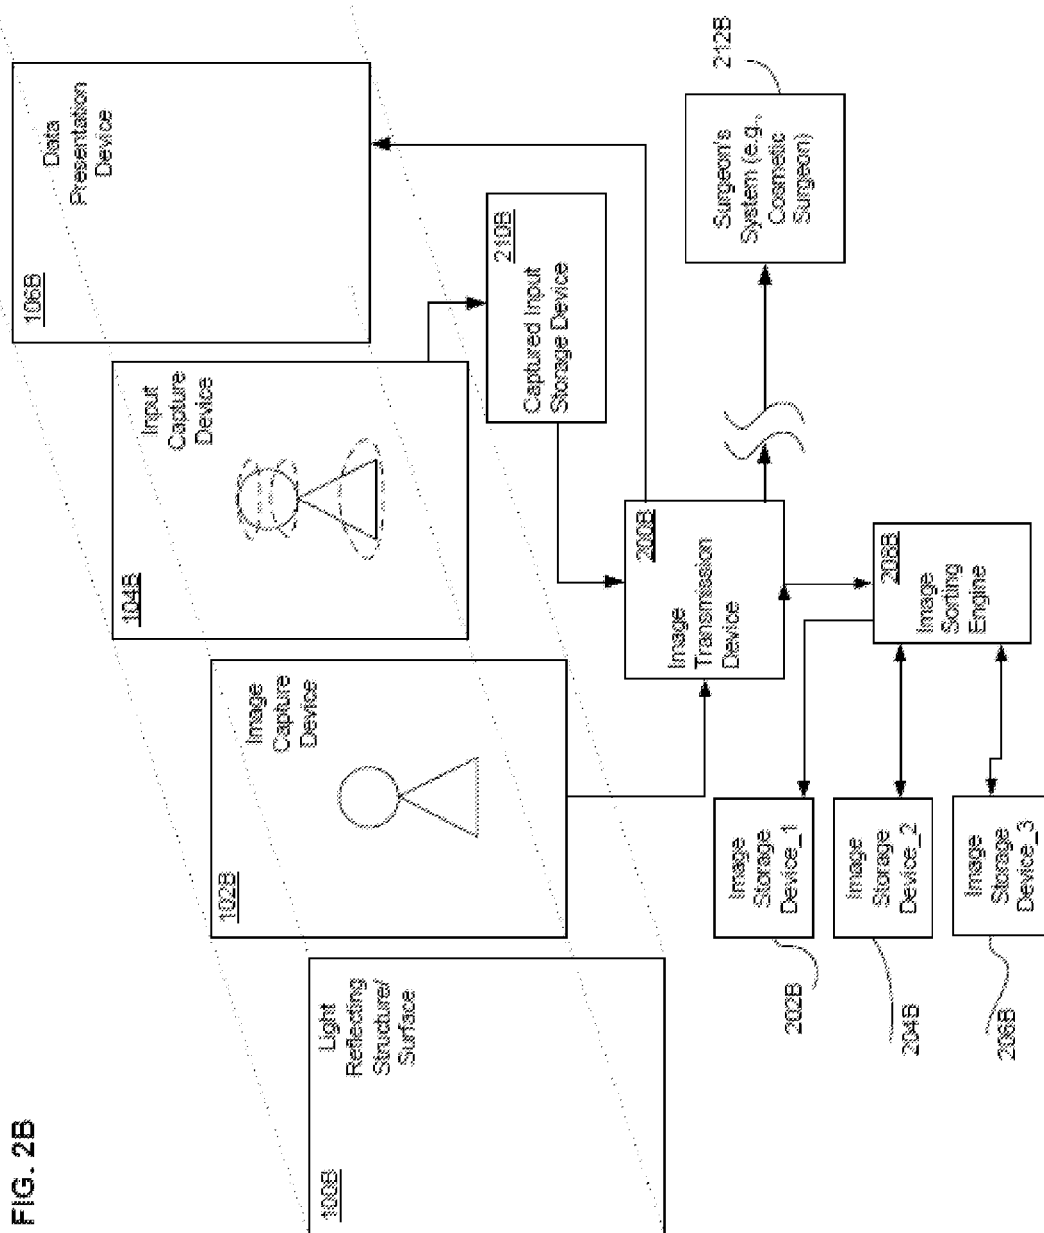 FIG. 2B
100B
Light
Reflecting
Structure/
Surface
102B
Image
Capture
Device
104B
Input
Capture
Device
106B
Data
Presentation
Device
210B
Captured Input
Storage Device
200B
Image
Transmission
Device
212B
Surgeon's
System (e.g.,
Cosmetic
Surgeon)
208B
Image
Sorting
Engine
Image
Storage
Device_1
202B
Image
Storage
Device_2
204B
Image
Storage
Device_3
206B